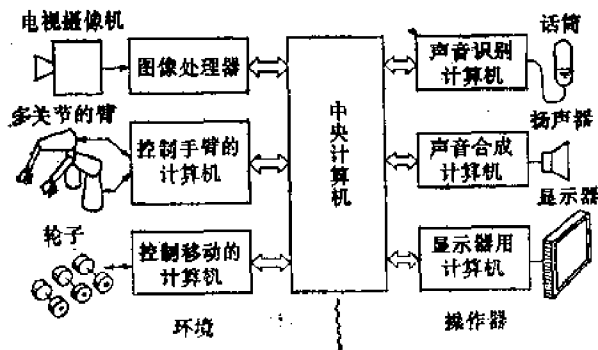 电视摄像机
图像处理器
多关节的臂
控制手臂的
计算机
轮子
控制移动的
计算机
环境
中央计算机
声音识别
计算机
话筒
声音合成
计算机
扬声器
显示器用
计算机
显示器
操作器